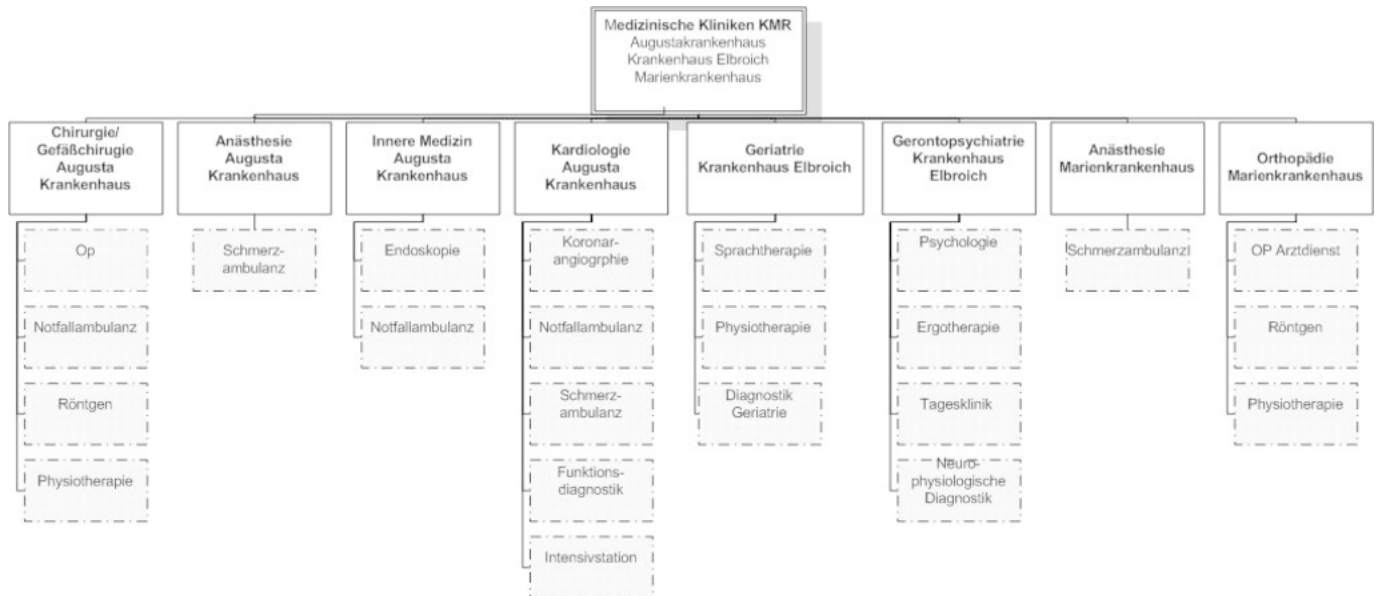 Medizinische Kliniken KMR
Augustakrankenhaus
Krankenhaus Elbroich
Marienkrankenhaus
Chirurgie/
Gefäßchirugie
Augusta
Krankenhaus
Op
Notfallambulanz
Röntgen
Physiotherapie
Anästhesie
Augusta
Krankenhaus
Schmerz-
ambulanz
Innere Medizin
Augusta
Krankenhaus
Endoskopie
Notfallambulanz
Kardiologie
Augusta
Krankenhaus
Koronar-
angiogrphie
Notfallambulanz
Schmerz-
ambulanz
Funktions-
diagnostik
Intensivstation
Geriatrie
Krankenhaus Elbroich
Sprachtherapie
Physiotherapie
Diagnostik
Geriatrie
Gerontopsychiatrie
Krankenhaus
Elbroich
Psychologie
Ergotherapie
Tagesklinik
Neuro-
physiologische
Diagnostik
Anästhesie
Marienkrankenhaus
Schmerzambulanz
Orthopädie
Marienkrankenhaus
OP Arztdienst
Röntgen
Physiotherapie